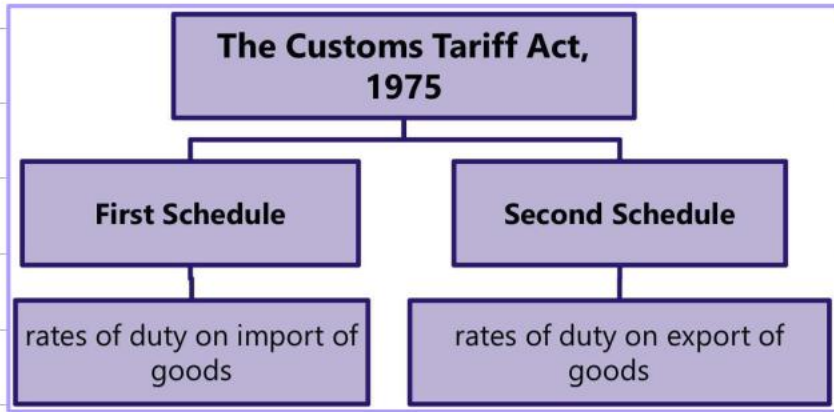 The Customs Tariff Act,
1975
First Schedule
Second Schedule
rates of duty on import of
goods
rates of duty on export of
goods